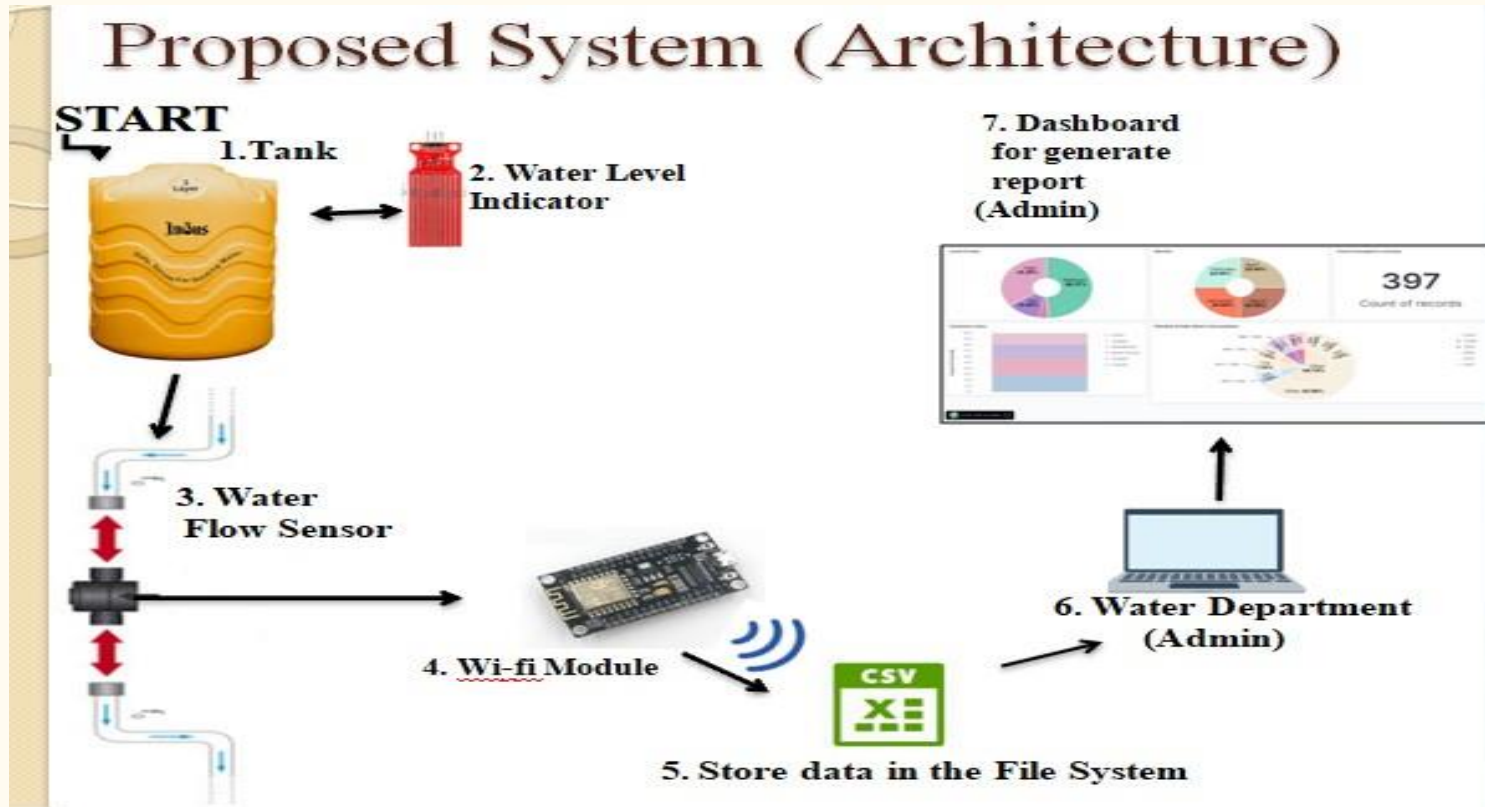 Proposed System (Architecture)
START
1.Tank
2. Water Level
Indicator
3
Layer
Indus
3. Water
Flow Sensor
4. Wi-fi Module
CSV
X
5. Store data in the File System
6. Water Department
(Admin)
7. Dashboard
for generate
report
(Admin)
397
Count of records